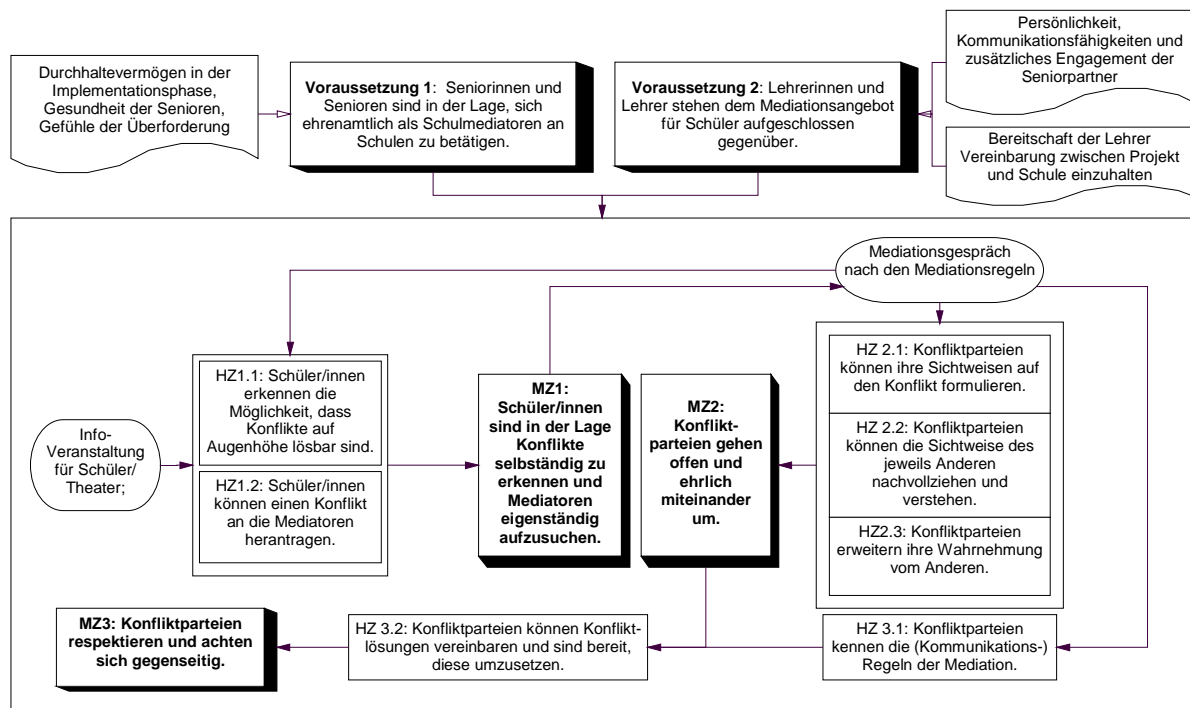 Durchhaltevermögen in der
Implementationsphase,
Gesundheit der Senioren,
Gefühle der Überforderung
Voraussetzung 1: Seniorinnen und
Senioren sind in der Lage, sich
ehrenamtlich als Schulmediatoren an
Schulen zu betätigen.
Voraussetzung 2: Lehrerinnen und
Lehrer stehen dem Mediationsangebot
für Schüler aufgeschlossen
gegenüber.
Persönlichkeit,
Kommunikationsfähigkeiten und
zusätzliches Engagement der
Seniorpartner
Bereitschaft der Lehrer
Vereinbarung zwischen Projekt
und Schule einzuhalten
Mediationsgespräch
nach den Mediationsregeln
Info-
Veranstaltung
für Schüler/
Theater;
HZ1.1: Schüler/innen
erkennen die
Möglichkeit, dass
Konflikte auf
Augenhöhe lösbar sind.
HZ1.2: Schüler/innen
können einen Konflikt
an die Mediatoren
herantragen.
MZ1:
Schüler/innen
sind in der Lage
Konflikte
selbständig zu
erkennen und
Mediatoren
eigenständig
aufzusuchen.
MZ2:
Konflikt-
parteien gehen
offen und
ehrlich
miteinander
um.
HZ 2.1: Konfliktparteien
können ihre Sichtweisen auf
den Konflikt formulieren.
HZ 2.2: Konfliktparteien
können die Sichtweise des
jeweils Anderen
nachvollziehen und
verstehen.
HZ2.3: Konfliktparteien
erweitern ihre Wahrnehmung
vom Anderen.
MZ3: Konfliktparteien
respektieren und achten
sich gegenseitig.
HZ 3.2: Konfliktparteien können Konflikt-
lösungen vereinbaren und sind bereit,
diese umzusetzen.
HZ 3.1: Konfliktparteien
kennen die (Kommunikations-)
Regeln der Mediation.